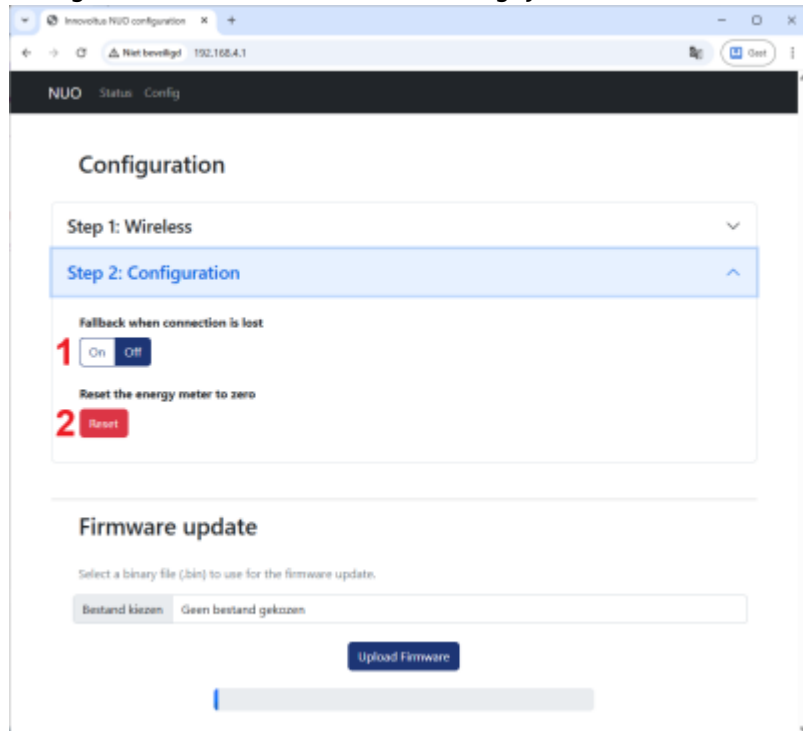 Innovoltus NUO configuration
Niet beveiligd 192.168.4.1
Gast
NUO Status Config
Configuration
Step 1: Wireless
Step 2: Configuration
Fallback when connection is lost
1 On Off
Reset the energy meter to zero
2 Reset
Firmware update
Select a binary file (.bin) to use for the firmware update.
Bestand kiezen Geen bestand gekozen
Upload Firmware